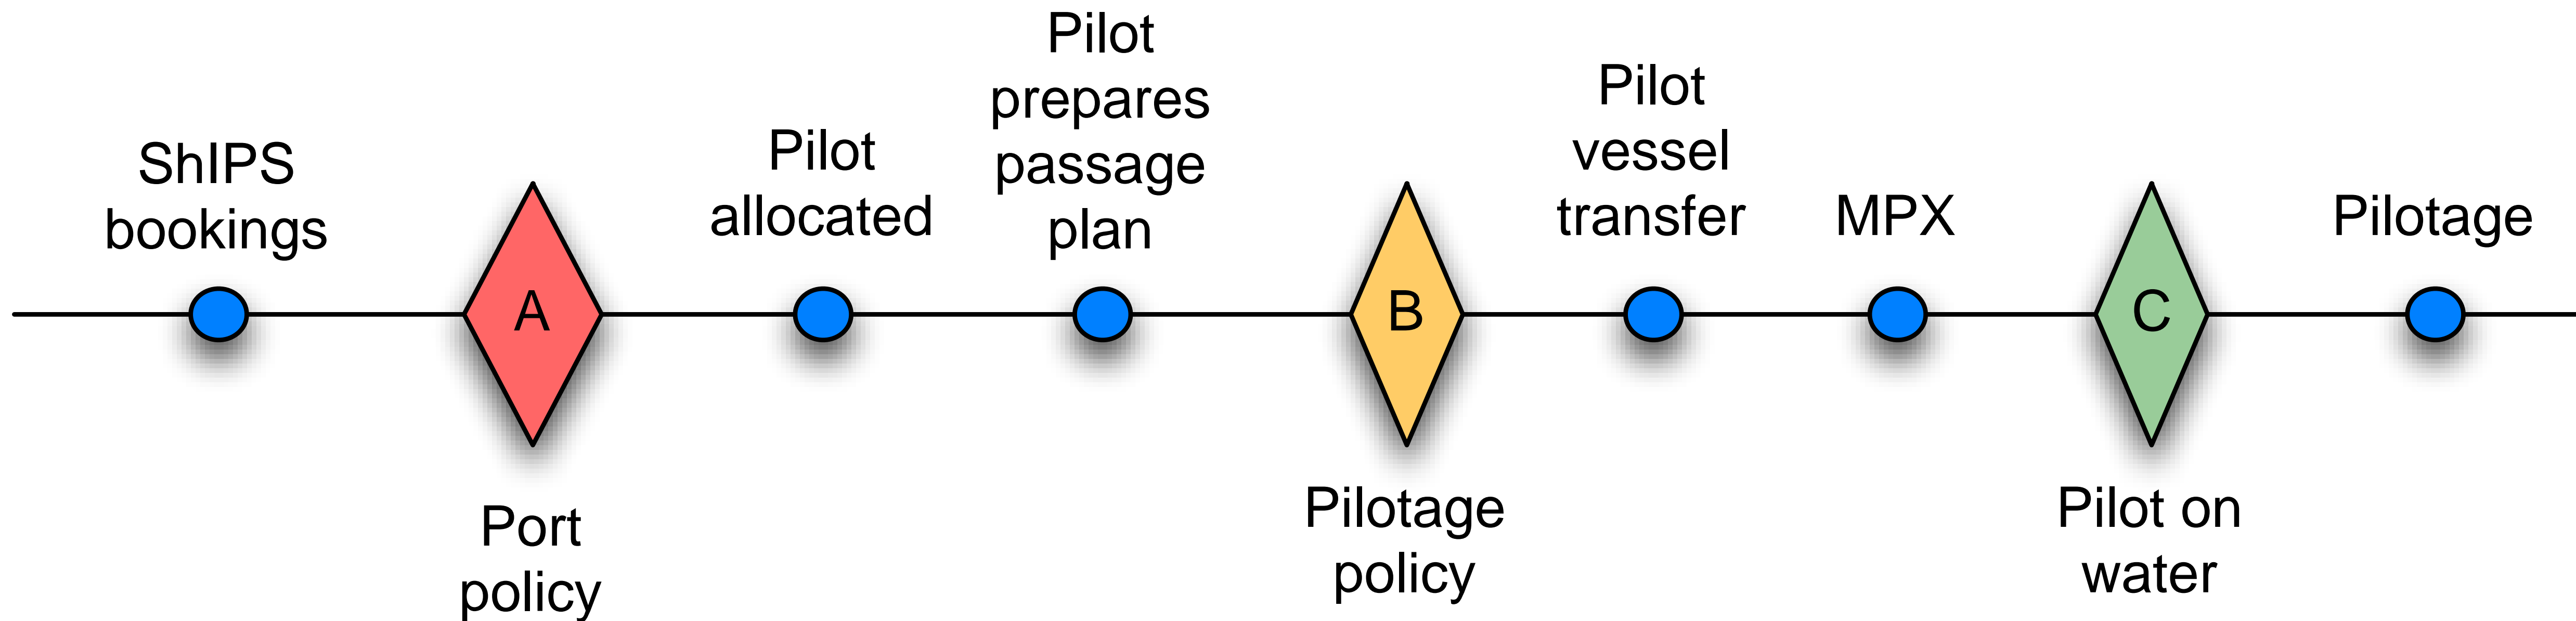 ShIPS
bookings
A
Port
policy
Pilot
allocated
Pilot
prepares
passage
plan
B
Pilotage
policy
Pilot
vessel
transfer
MPX
C
Pilot on
water
Pilotage